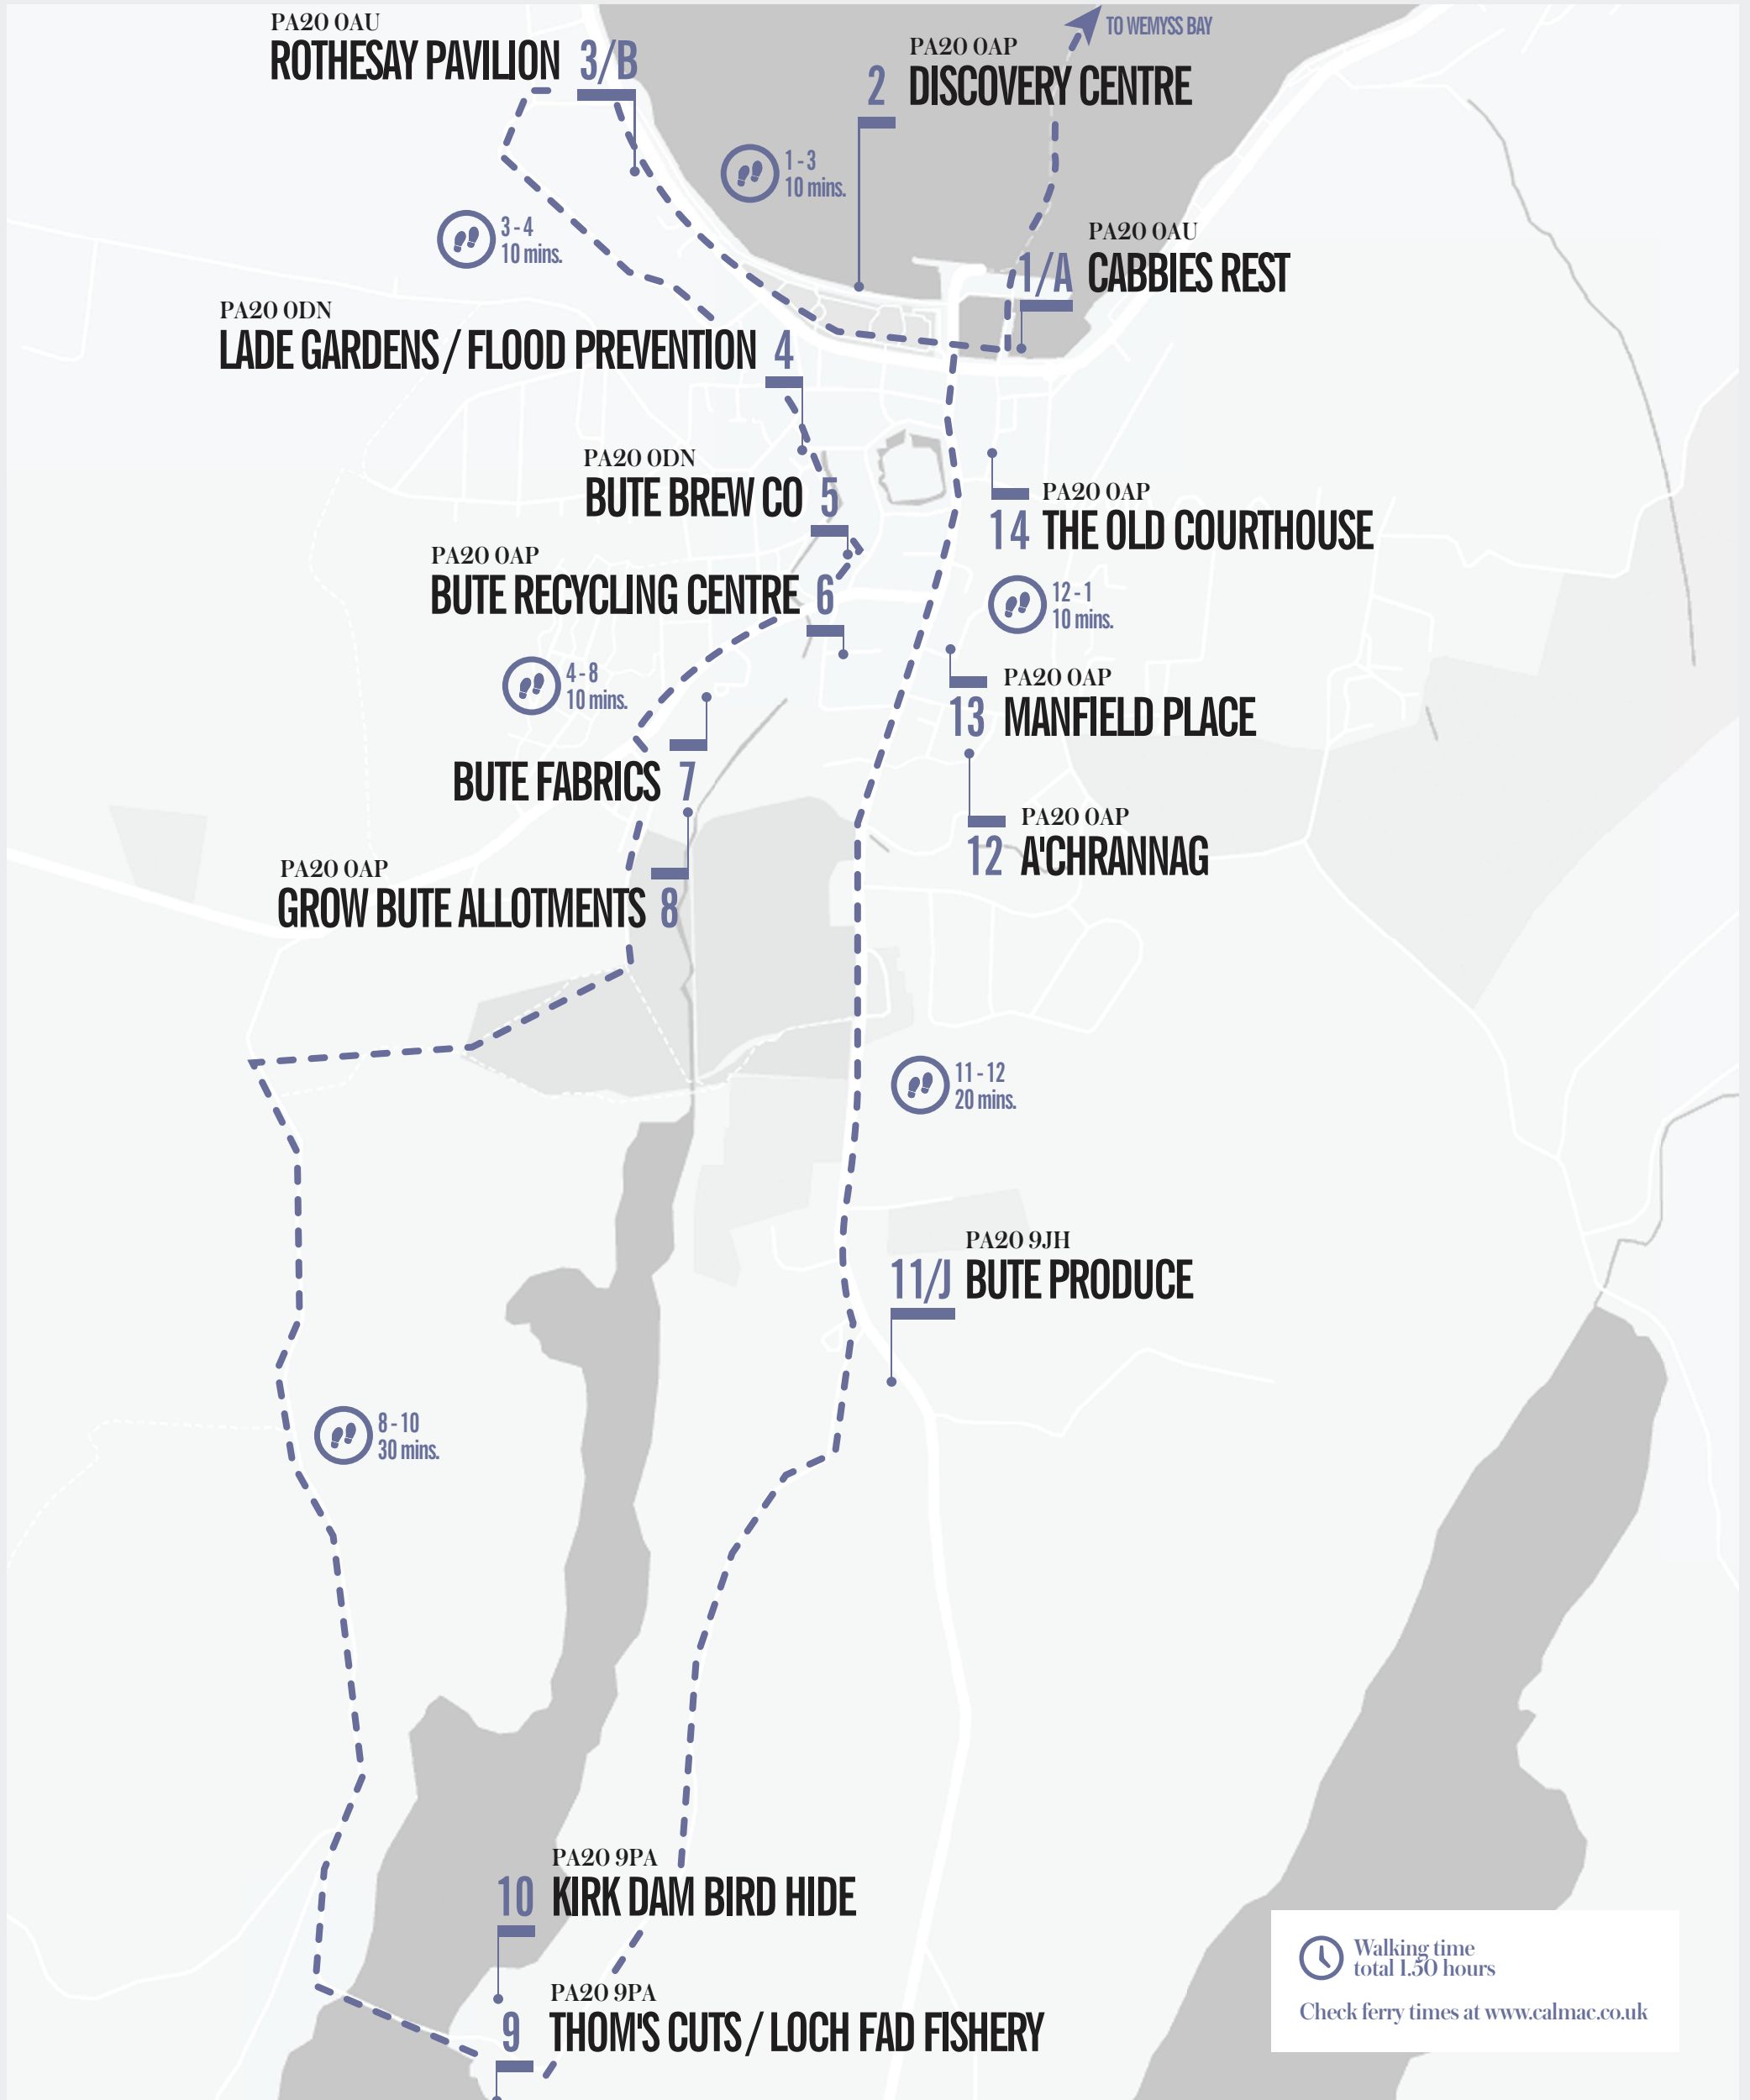 PA20 0AU
ROTHESAY PAVILION 3/B
TO WEMYSS BAY
PA20 0AP
2 DISCOVERY CENTRE
1 - 3
10 mins.
3 - 4
10 mins.
PA20 0AU
1/A CABBIES REST
PA20 0DN
LADE GARDENS / FLOOD PREVENTION 4
PA20 0DN
BUTE BREW CO 5
PA20 0AP
14 THE OLD COURTHOUSE
PA20 0AP
BUTE RECYCLING CENTRE 6
12 - 1
10 mins.
4 - 8
10 mins.
PA20 0AP
13 MANFIELD PLACE
BUTE FABRICS 7
PA20 0AP
12 A'CHRANNAG
PA20 0AP
GROW BUTE ALLOTMENTS 8
11 - 12
20 mins.
PA20 9JH
11/J BUTE PRODUCE
8 - 10
30 mins.
PA20 9PA
10 KIRK DAM BIRD HIDE
PA20 9PA
9 THOM'S CUTS / LOCH FAD FISHERY
Walking time
total 1.50 hours
Check ferry times at www.calmac.co.uk